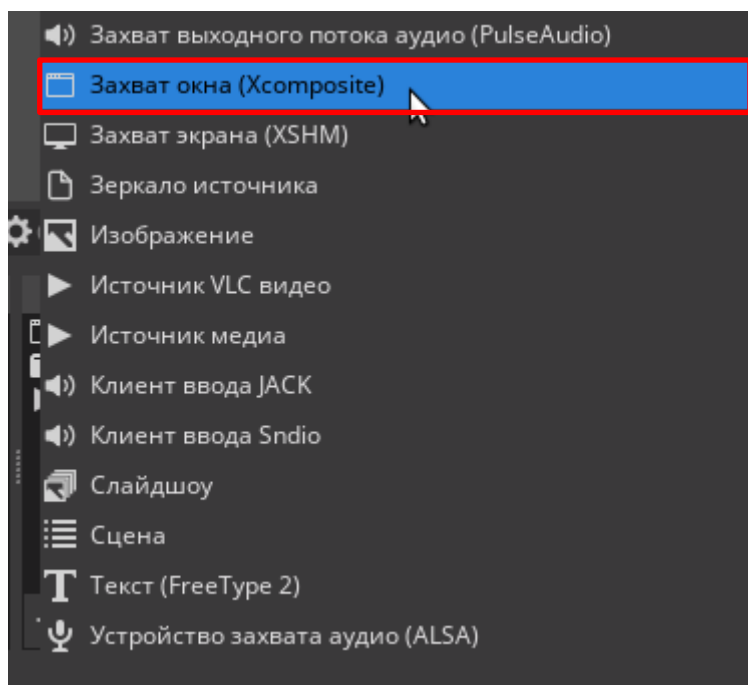 Захват выходного потока аудио (PulseAudio)
Захват окна (Xcomposite)
Захват экрана (XSHM)
Зеркало источника
Изображение
Источник VLC видео
Источник медиа
Клиент ввода JACK
Клиент ввода Sndio
Слайдшоу
Сцена
Текст (FreeType 2)
Устройство захвата аудио (ALSA)